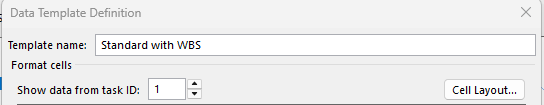 Data Template Definition
Template name: Standard with WBS
Format cells
Show data from task ID: 1 Cell Layout...